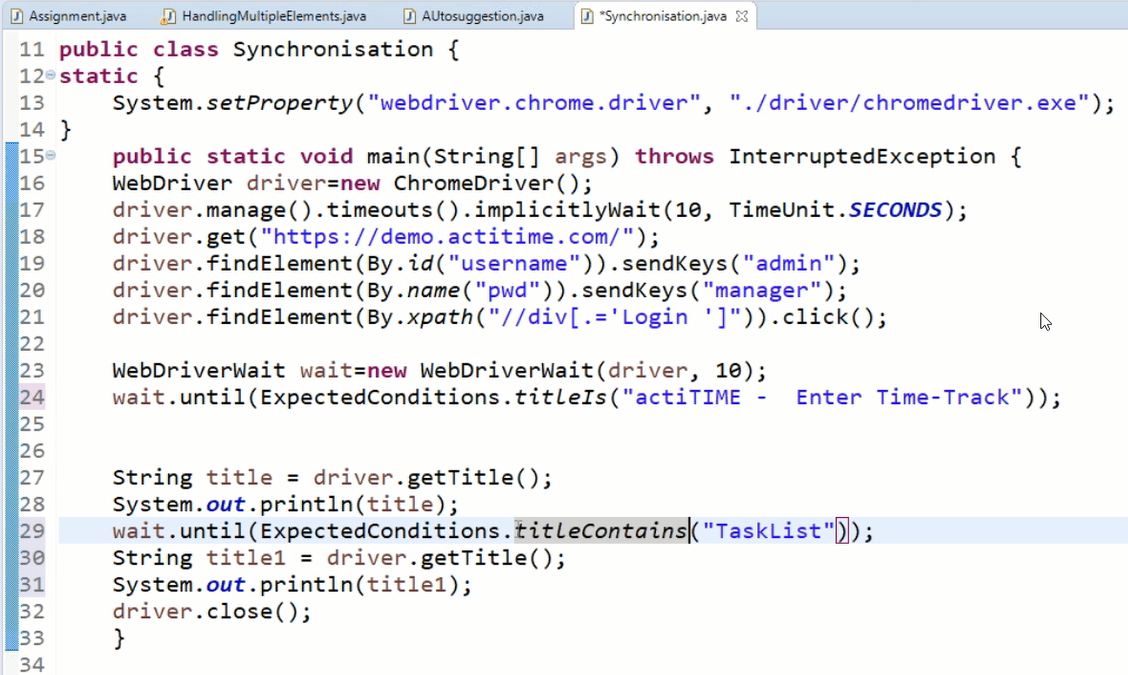 Assignment.java HandlingMultipleElements.java AUtosuggestion.java *Synchronisation.java
11 public class Synchronisation {
12 static {
13     System.setProperty("webdriver.chrome.driver", "./driver/chromedriver.exe");
14 }
15     public static void main(String[] args) throws InterruptedException {
16     WebDriver driver=new ChromeDriver();
17     driver.manage().timeouts().implicitlyWait(10, TimeUnit.SECONDS);
18     driver.get("https://demo.actitime.com/");
19     driver.findElement(By.id("username")).sendKeys("admin");
20     driver.findElement(By.name("pwd")).sendKeys("manager");
21     driver.findElement(By.xpath("//div[.='Login ']")).click();
22
23     WebDriverWait wait=new WebDriverWait(driver, 10);
24     wait.until(ExpectedConditions.titleIs("actiTIME -  Enter Time-Track"));
25
26
27     String title = driver.getTitle();
28     System.out.println(title);
29     wait.until(ExpectedConditions.titleContains("TaskList"));
30     String title1 = driver.getTitle();
31     System.out.println(title1);
32     driver.close();
33     }
34